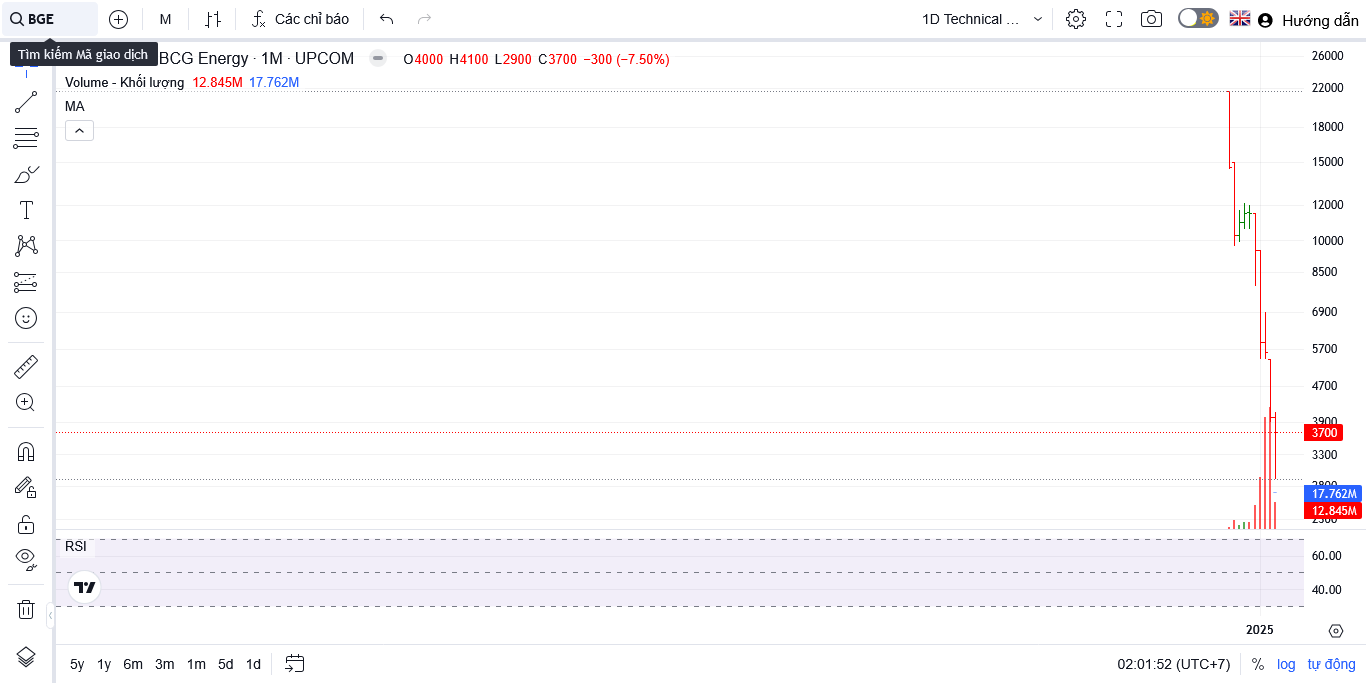 BGE
M
Các chỉ báo
1D Technical ...
Hướng dẫn
Tìm kiếm Mã giao dịch
BCG Energy · 1M · UPCOM
O4000 H4100 L2900 C3700 −300 (−7.50%)
Volume - Khối lượng 12.845M 17.762M
MA
26000
22000
18000
15000
12000
10000
8500
6900
5700
4700
3900
3700
3300
2800
17.762M
12.845M
2300
RSI
60.00
40.00
2025
5y 1y 6m 3m 1m 5d 1d
02:01:52 (UTC+7)
% log tự động